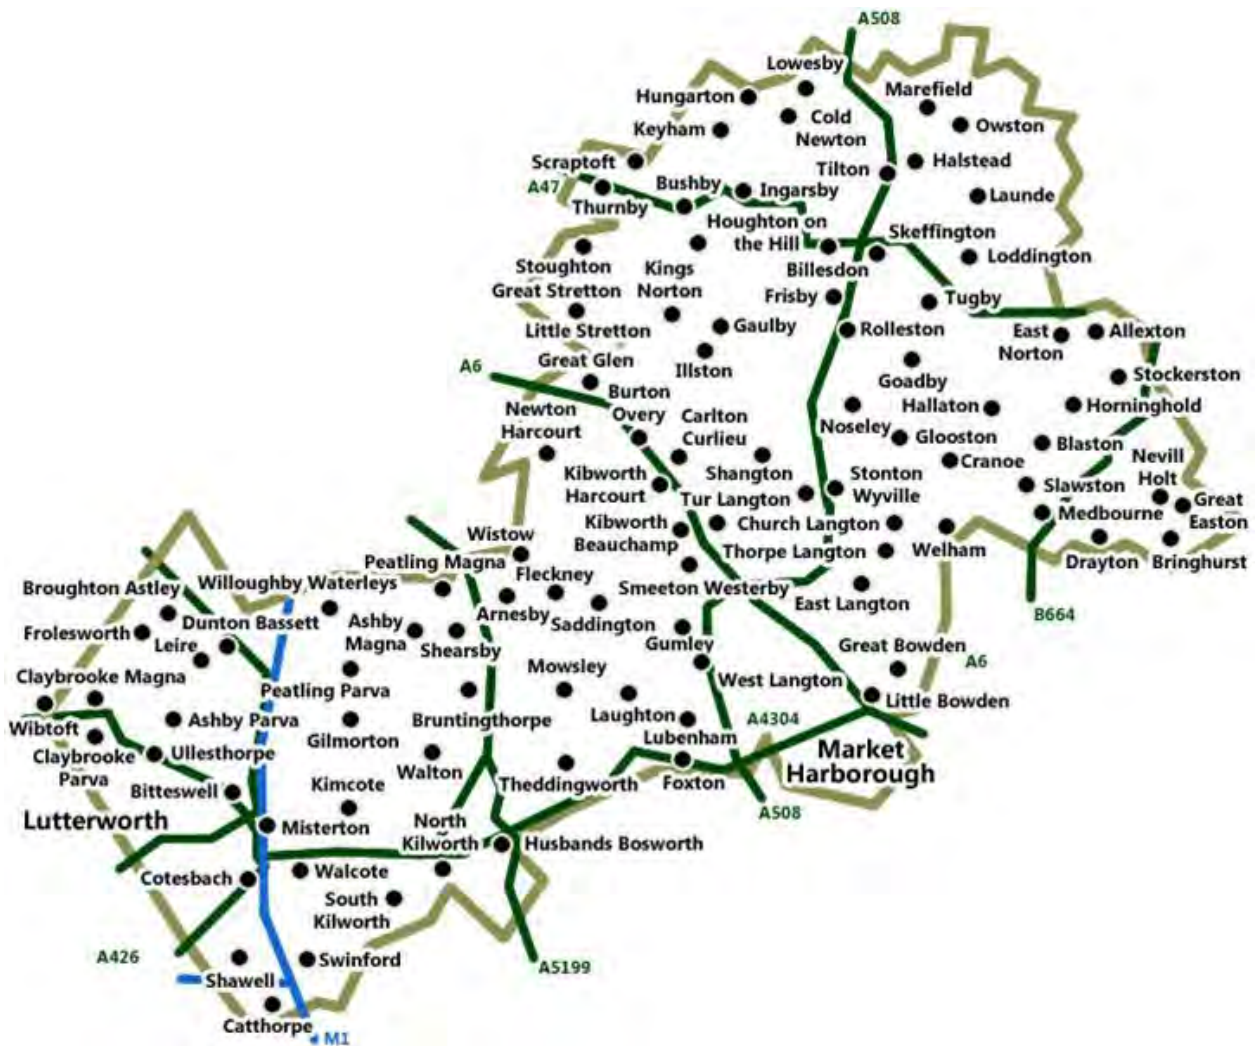 A508
Lowesby
Marefield
Hungarton
Cold
Newton
Owston
Keyham
Scraptoft
Tilton
Halstead
A47
Bushby
Ingarsby
Launde
Thurnby
Houghton on
the Hill
Skeffington
Stoughton
Kings
Norton
Billesdon
Loddington
Great Stretton
Frisby
Tugby
Little Stretton
Gaulby
Rolleston
East
Norton
Allexton
Great Glen
A6
Illston
Goadby
Stockerston
Burton
Overy
Newton
Harcourt
Carlton
Curlieu
Noseley
Hallaton
Horninghold
Glooston
Blaston
Nevill
Holt
Kibworth
Harcourt
Shangton
Stonton
Wyville
Cranoe
Slawston
Great
Easton
Tur Langton
Medbourne
Kibworth
Beauchamp
Church Langton
Wistow
Thorpe Langton
Welham
Drayton
Bringhurst
Peatling Magna
Fleckney
Smeeton Westerby
Broughton Astley
Willoughby Waterleys
East Langton
B664
Arnesby
Saddington
Dunton Bassett
Ashby
Magna
Frolesworth
Leire
Shearsby
Gumley
Great Bowden
A6
Claybrooke Magna
Mowsley
West Langton
Peatling Parva
Little Bowden
Wibtoft
Ashby Parva
Bruntingthorpe
Laughton
A4304
Gilmorton
Lubenham
Market
Harborough
Claybrooke
Parva
Ullesthorpe
Walton
Theddingworth
Foxton
Bitteswell
Kimcote
A508
Lutterworth
Misterton
North
Kilworth
Husbands Bosworth
Cotesbach
Walcote
South
Kilworth
A426
Swinford
A5199
Shawell
Catthorpe
M1